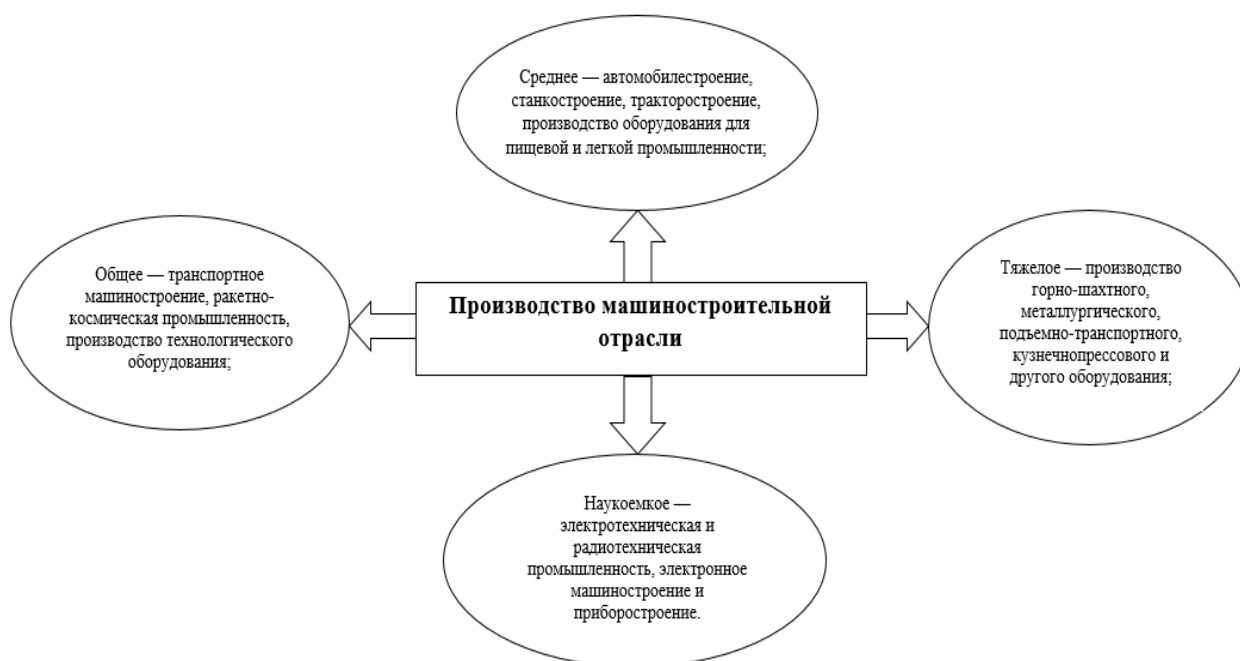 Среднее — автомобилестроение,
станкостроение, тракторостроение,
производство оборудования для
пищевой и легкой промышленности;
Общее — транспортное
машиностроение, ракетно-
космическая промышленность,
производство технологического
оборудования;
Производство машиностроительной
отрасли
Тяжелое — производство
горно-шахтного,
металлургического,
подъемно-транспортного,
кузнечнопрессового и
другого оборудования;
Наукоемкое —
электротехническая и
радиотехническая
промышленность, электронное
машиностроение и
приборостроение.